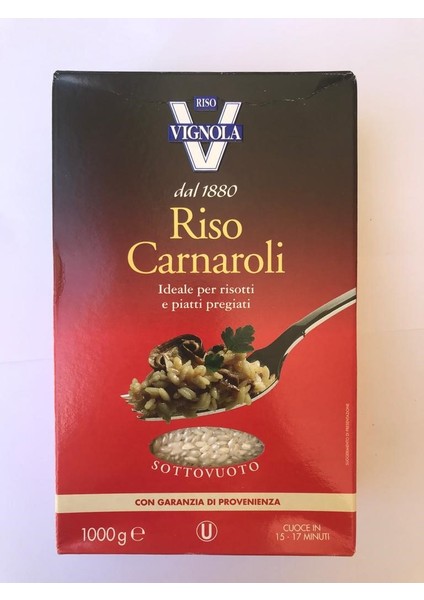 RISO
VIGNOLA
dal 1880
Riso
Carnaroli
Ideale per risotti
e piatti pregiati
SOTTOVUOTO
CON GARANZIA DI PROVENIENZA
1000 g e
U
CUOCE IN
15 - 17 MINUTI